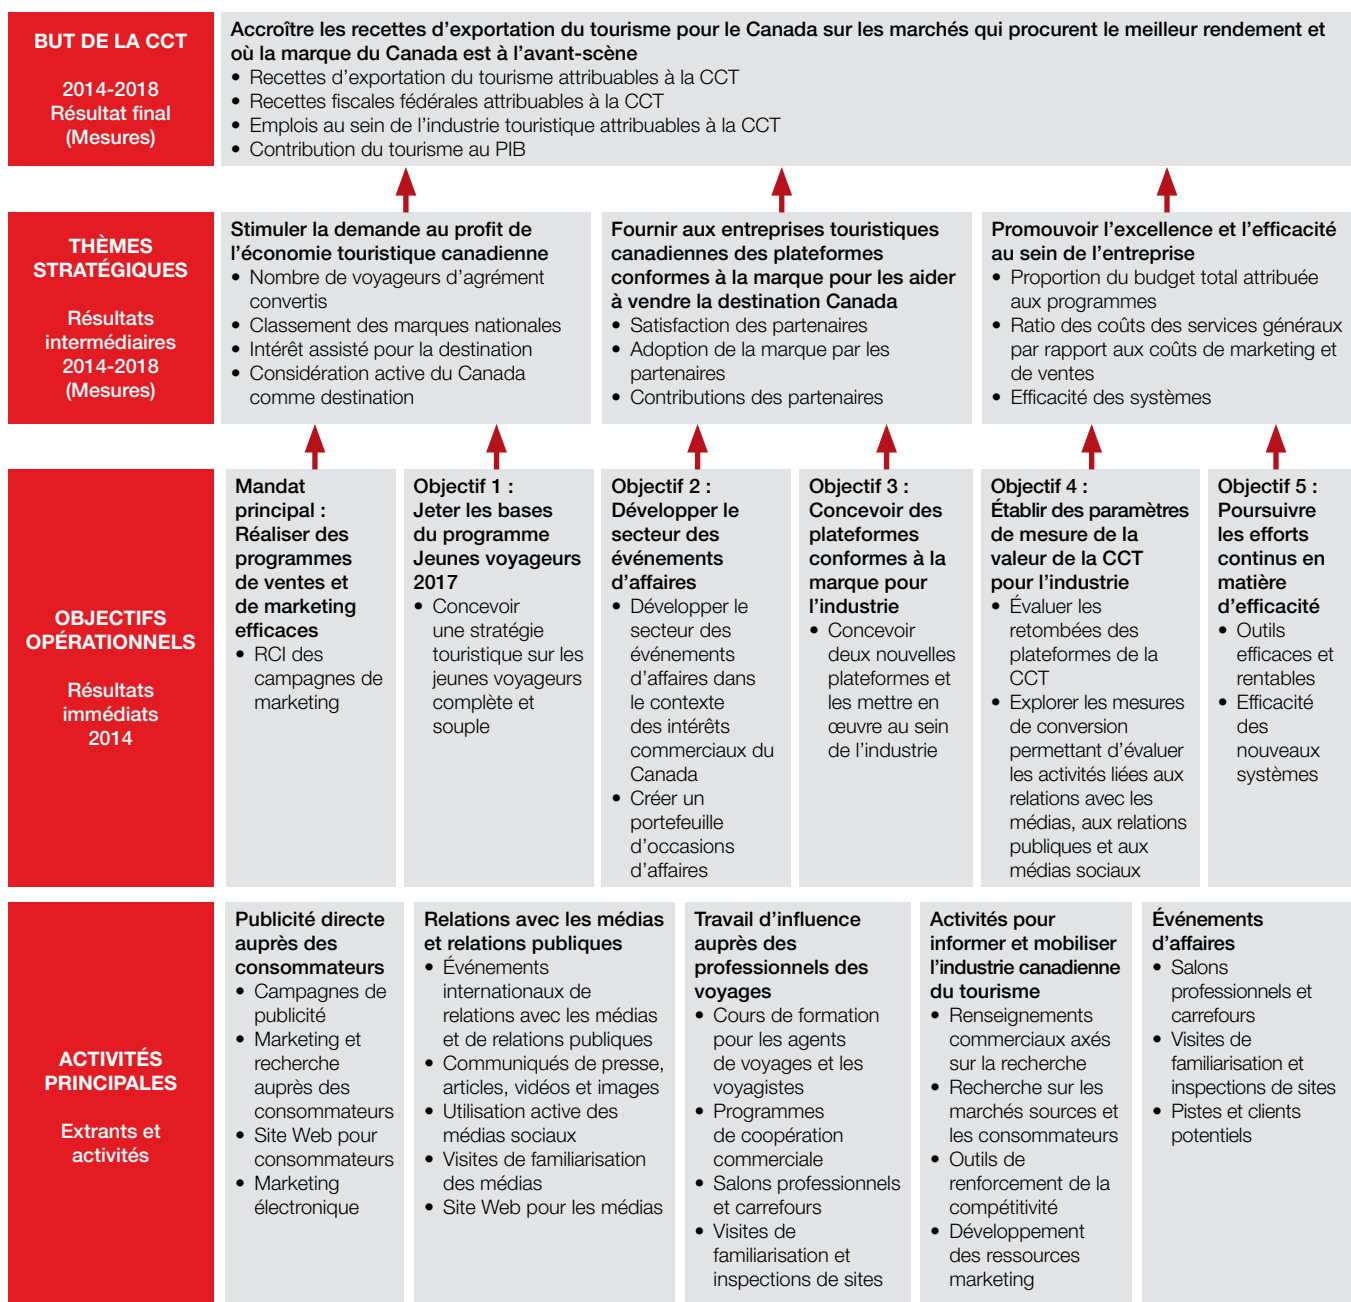 BUT DE LA CCT
2014-2018
Résultat final
(Mesures)
Accroître les recettes d’exportation du tourisme pour le Canada sur les marchés qui procurent le meilleur rendement et
où la marque du Canada est à l’avant-scène
• Recettes d’exportation du tourisme attribuables à la CCT
• Recettes fiscales fédérales attribuables à la CCT
• Emplois au sein de l’industrie touristique attribuables à la CCT
• Contribution du tourisme au PIB
THÈMES
STRATÉGIQUES
Résultats
intermédiaires
2014-2018
(Mesures)
Stimuler la demande au profit de
l’économie touristique canadienne
• Nombre de voyageurs d’agrément
convertis
• Classement des marques nationales
• Intérêt assisté pour la destination
• Considération active du Canada
comme destination
Fournir aux entreprises touristiques
canadiennes des plateformes
conformes à la marque pour les aider
à vendre la destination Canada
• Satisfaction des partenaires
• Adoption de la marque par les
partenaires
• Contributions des partenaires
Promouvoir l’excellence et l’efficacité
au sein de l’entreprise
• Proportion du budget total attribuée
aux programmes
• Ratio des coûts des services généraux
par rapport aux coûts de marketing et
de ventes
• Efficacité des systèmes
OBJECTIFS
OPÉRATIONNELS
Résultats
immédiats
2014
Mandat
principal :
Réaliser des
programmes
de ventes et
de marketing
efficaces
• RCI des
campagnes de
marketing
Objectif 1 :
Jeter les bases
du programme
Jeunes voyageurs
2017
• Concevoir
une stratégie
touristique sur les
jeunes voyageurs
complète et
souple
Objectif 2 :
Développer le
secteur des
événements
d’affaires
• Développer le
secteur des
événements
d’affaires dans
le contexte
des intérêts
commerciaux du
Canada
• Créer un
portefeuille
d’occasions
d’affaires
Objectif 3 :
Concevoir des
plateformes
conformes à la
marque pour
l’industrie
• Concevoir
deux nouvelles
plateformes et
les mettre en
œuvre au sein
de l’industrie
Objectif 4 :
Établir des paramètres
de mesure de la
valeur de la CCT
pour l’industrie
• Évaluer les
retombées des
plateformes de la
CCT
• Explorer les mesures
de conversion
permettant d’évaluer
les activités liées aux
relations avec les
médias, aux relations
publiques et aux
médias sociaux
Objectif 5 :
Poursuivre
les efforts
continus en
matière
d’efficacité
• Outils
efficaces et
rentables
• Efficacité
des
nouveaux
systèmes
ACTIVITÉS
PRINCIPALES
Extrants et
activités
Publicité directe
auprès des
consommateurs
• Campagnes de
publicité
• Marketing et
recherche
auprès des
consommateurs
• Site Web pour
consommateurs
• Marketing
électronique
Relations avec les médias
et relations publiques
• Événements
internationaux de
relations avec les médias
et de relations publiques
• Communiqués de presse,
articles, vidéos et images
• Utilisation active des
médias sociaux
• Visites de familiarisation
des médias
• Site Web pour les médias
Travail d’influence
auprès des
professionnels des
voyages
• Cours de formation
pour les agents
de voyages et les
voyagistes
• Programmes
de coopération
commerciale
• Salons professionnels
et carrefours
• Visites de
familiarisation et
inspections de sites
Activités pour
informer et mobiliser
l’industrie canadienne
du tourisme
• Renseignements
commerciaux axés
sur la recherche
• Recherche sur les
marchés sources et
les consommateurs
• Outils de
renforcement de la
compétitivité
• Développement
des ressources
marketing
Événements
d’affaires
• Salons
professionnels et
carrefours
• Visites de
familiarisation et
inspections de sites
• Pistes et clients
potentiels